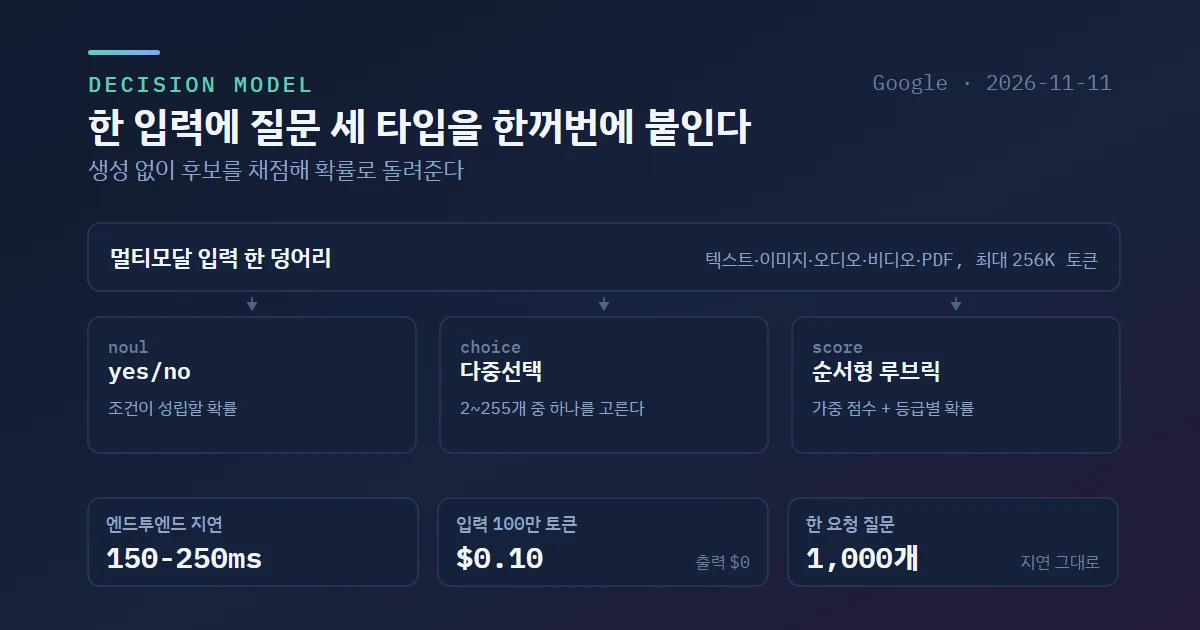 DECISION MODEL
Google · 2026-11-11
한 입력에 질문 세 타입을 한꺼번에 붙인다
생성 없이 후보를 채점해 확률로 돌려준다
멀티모달 입력 한 덩어리
텍스트·이미지·오디오·비디오·PDF, 최대 256K 토큰
noul
yes/no
조건이 성립할 확률
choice
다중선택
2~255개 중 하나를 고른다
score
순서형 루브릭
가중 점수 + 등급별 확률
엔드투엔드 지연
150-250ms
입력 100만 토큰
$0.10
출력 $0
한 요청 질문
1,000개
지연 그대로